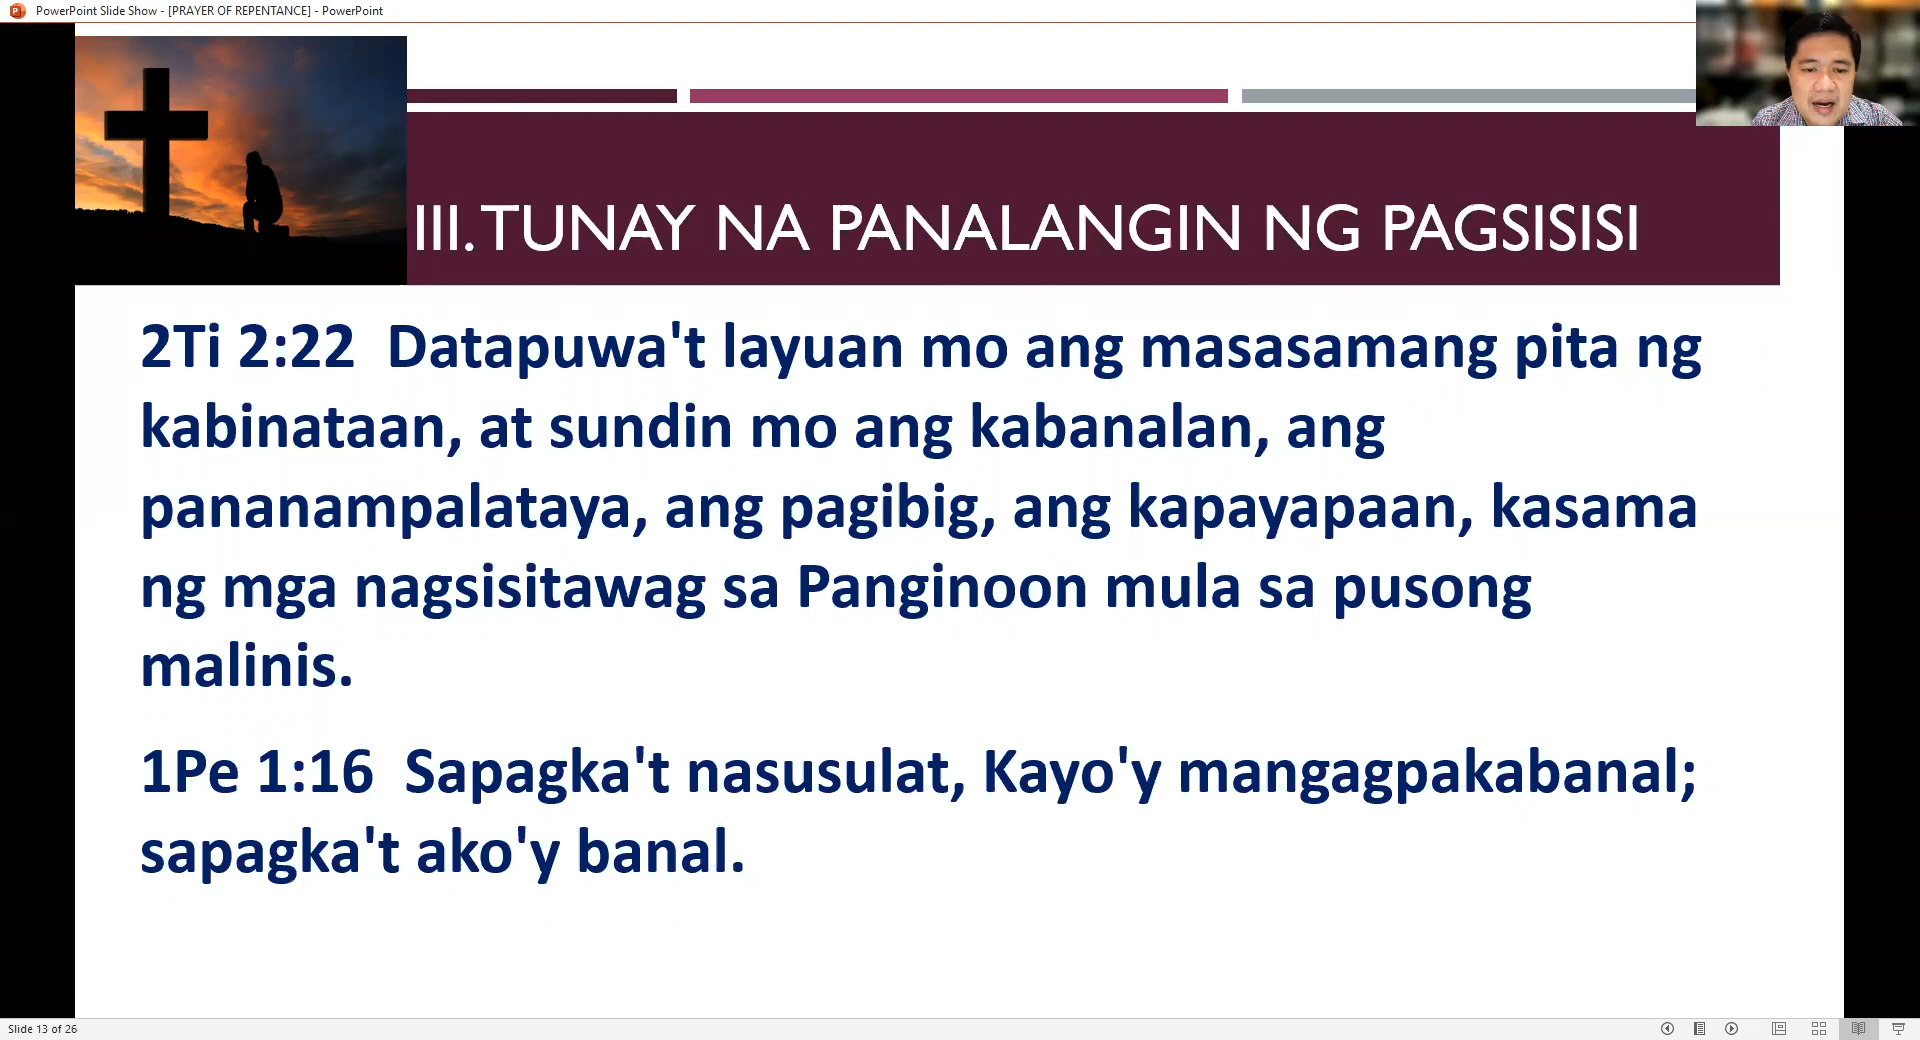 PowerPoint Slide Show - [PRAYER OF REPENTANCE] - PowerPoint
III. TUNAY NA PANALANGIN NG PAGSISISI
2Ti 2:22  Datapuwa't layuan mo ang masasamang pita ng
kabinataan, at sundin mo ang kabanalan, ang
pananampalataya, ang pagibig, ang kapayapaan, kasama
ng mga nagsisitawag sa Panginoon mula sa pusong
malinis.
1Pe 1:16  Sapagka't nasusulat, Kayo'y mangagpakabanal;
sapagka't ako'y banal.
Slide 13 of 26